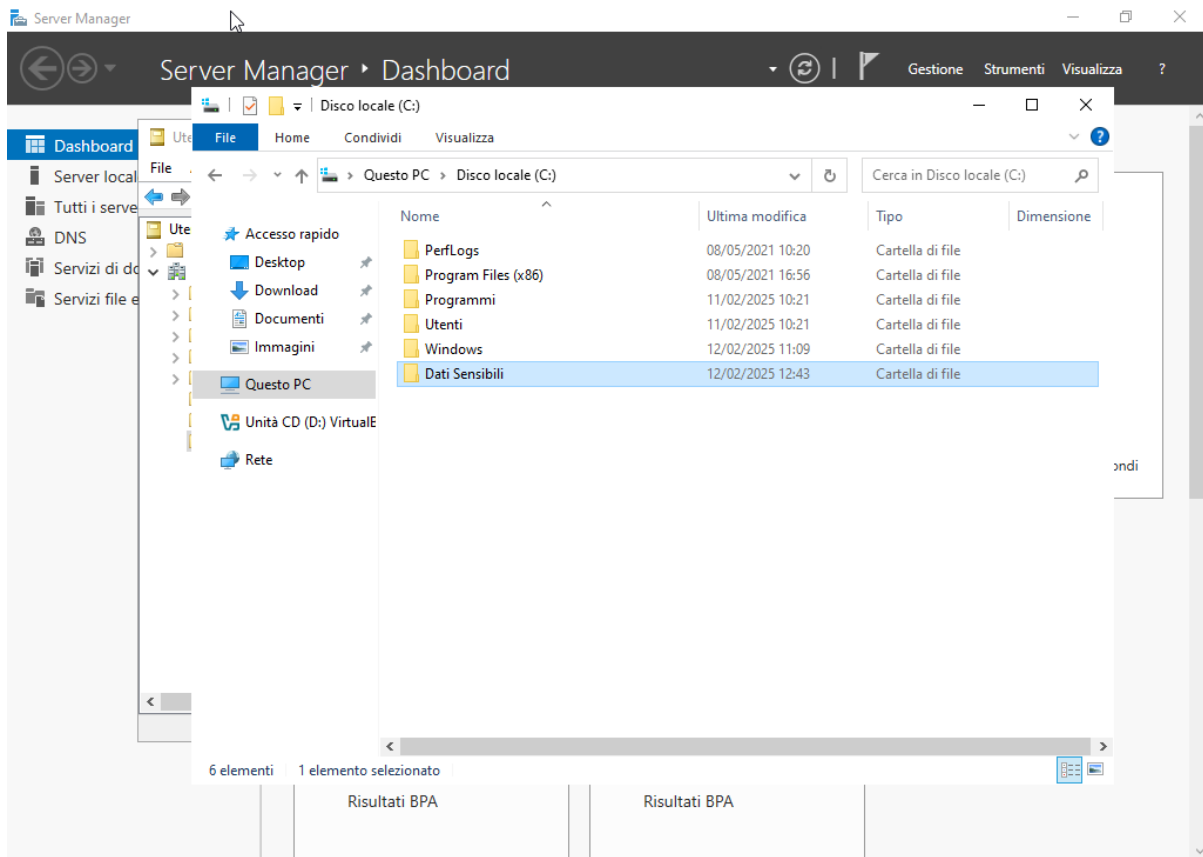 Server Manager
Server Manager Dashboard
Gestione Strumenti Visualizza ?
Disco locale (C:)
File Home Condividi Visualizza
Questo PC Disco locale (C:)
Cerca in Disco locale (C:)
Dashboard
Server local
Tutti i serve
DNS
Servizi di do
Servizi file e
Ute
File
Ute
Accesso rapido
Desktop
Download
Documenti
Immagini
Questo PC
Unità CD (D:) VirtualE
Rete
Nome Ultima modifica Tipo Dimensione
PerfLogs 08/05/2021 10:20 Cartella di file
Program Files (x86) 08/05/2021 16:56 Cartella di file
Programmi 11/02/2025 10:21 Cartella di file
Utenti 11/02/2025 10:21 Cartella di file
Windows 12/02/2025 11:09 Cartella di file
Dati Sensibili 12/02/2025 12:43 Cartella di file
ondi
6 elementi 1 elemento selezionato
Risultati BPA Risultati BPA